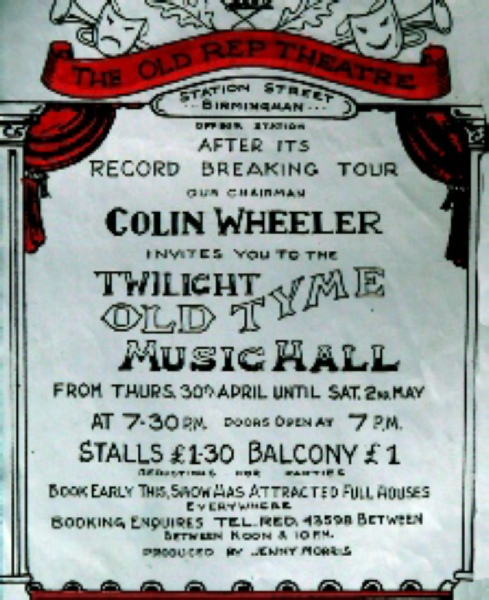 THE OLD REP THEATRE
STATION STREET
BIRMINGHAM
STATION
AFTER ITS
RECORD BREAKING TOUR
OUR CHAIRMAN
COLIN WHEELER
INVITES YOU TO THE
TWILIGHT
OLD TYME
MUSIC HALL
FROM THURS. 30TH APRIL UNTIL SAT. 2ND MAY
AT 7-30 P.M. DOORS OPEN AT 7 P.M.
STALLS £1-30 BALCONY £1
REDUCTIONS FOR PARTIES
BOOK EARLY THIS SHOW HAS ATTRACTED FULL HOUSES
EVERYWHERE
BOOKING ENQUIRES TEL. RED. 43598 BETWEEN
BETWEEN NOON & 10 P.M.
PRODUCED BY JENNY MORRIS